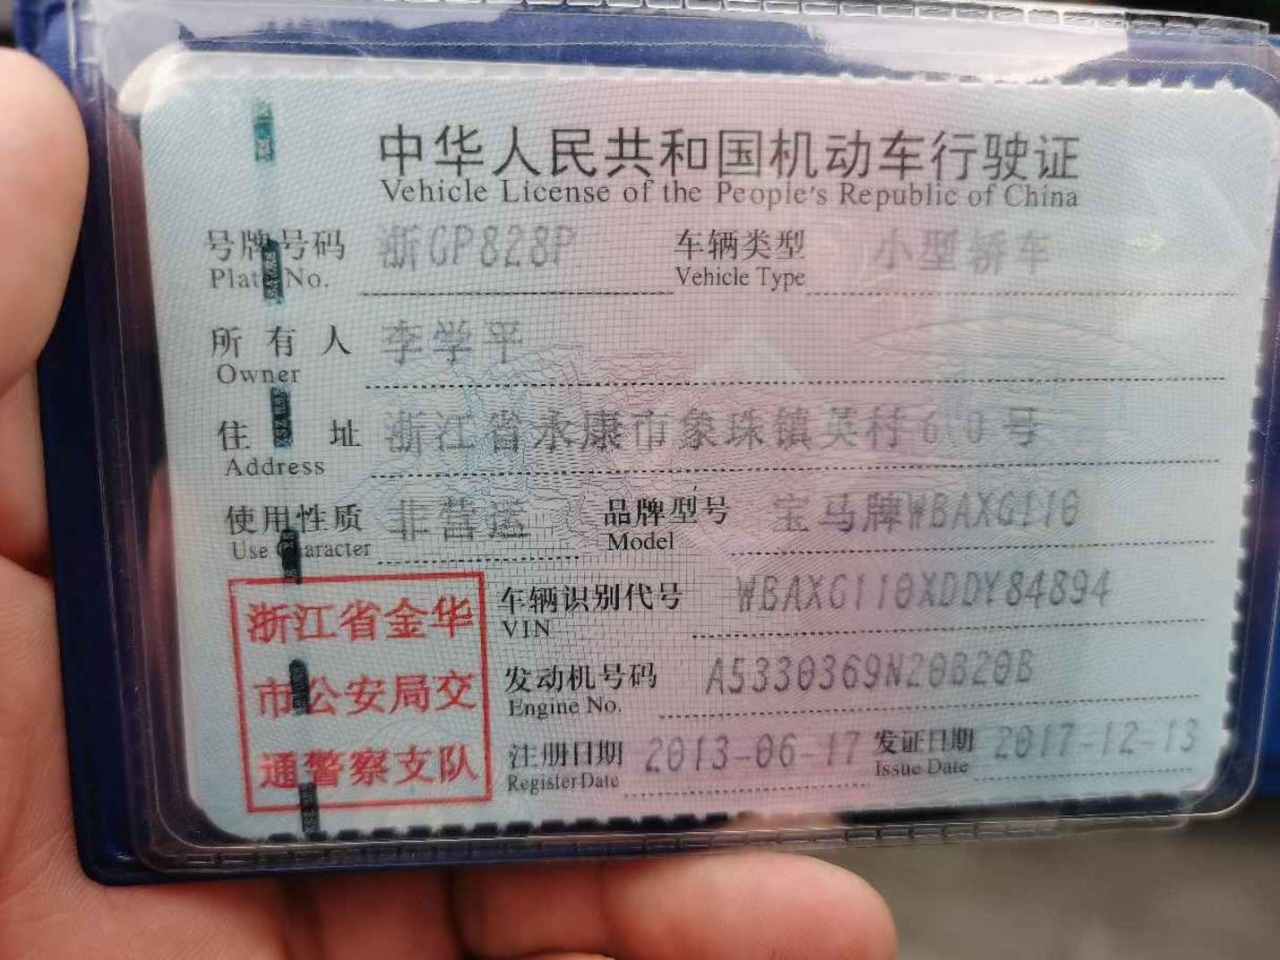 中华人民共和国机动车行驶证
Vehicle License of the People's Republic of China
号牌号码 浙GP828P 车辆类型 小型轿车
Plate No. Vehicle Type
所有人 李学平
Owner
住址 浙江省永康市象珠镇英村60号
Address
使用性质 非营运 品牌型号 宝马牌WBAXG110
Use Character Model
浙江省金华
市公安局交
通警察支队
车辆识别代号 WBAXG110XDDY84894
VIN
发动机号码 A5330369N20B20B
Engine No.
注册日期 2013-06-17 发证日期 2017-12-13
Register Date Issue Date